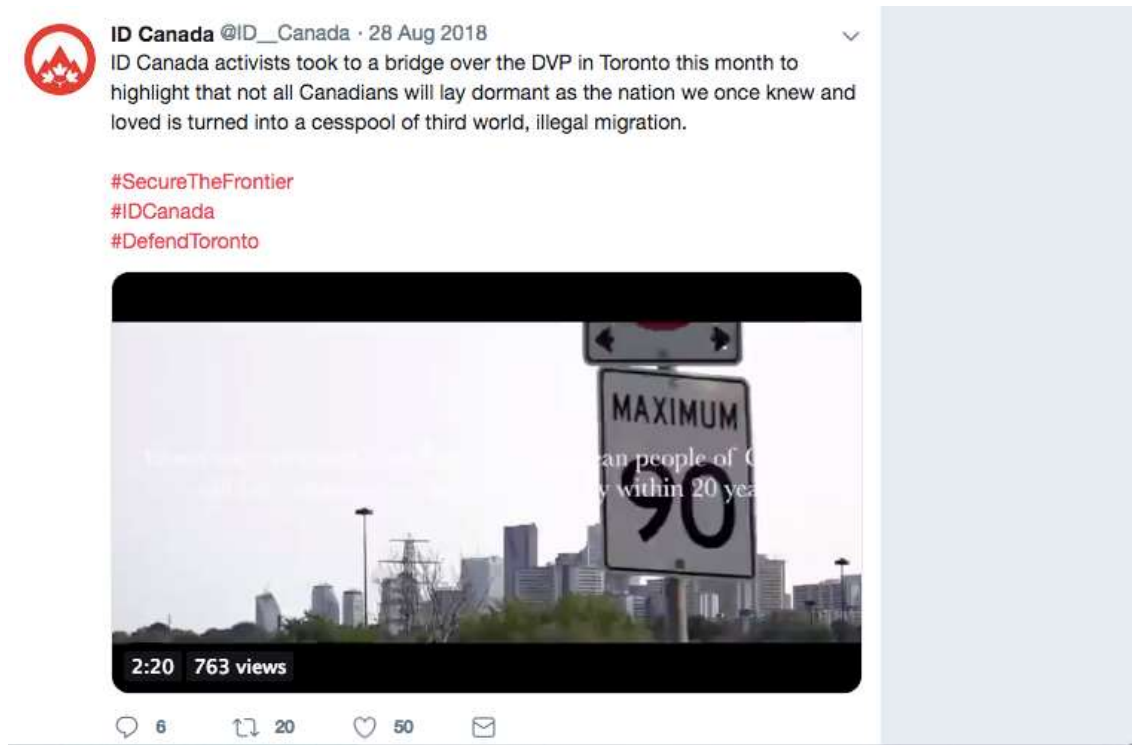 ID Canada @ID__Canada · 28 Aug 2018
ID Canada activists took to a bridge over the DVP in Toronto this month to
highlight that not all Canadians will lay dormant as the nation we once knew and
loved is turned into a cesspool of third world, illegal migration.
#SecureTheFrontier
#IDCanada
#DefendToronto
MAXIMUM
people of
within 20
90
2:20 763 views
6 20 50